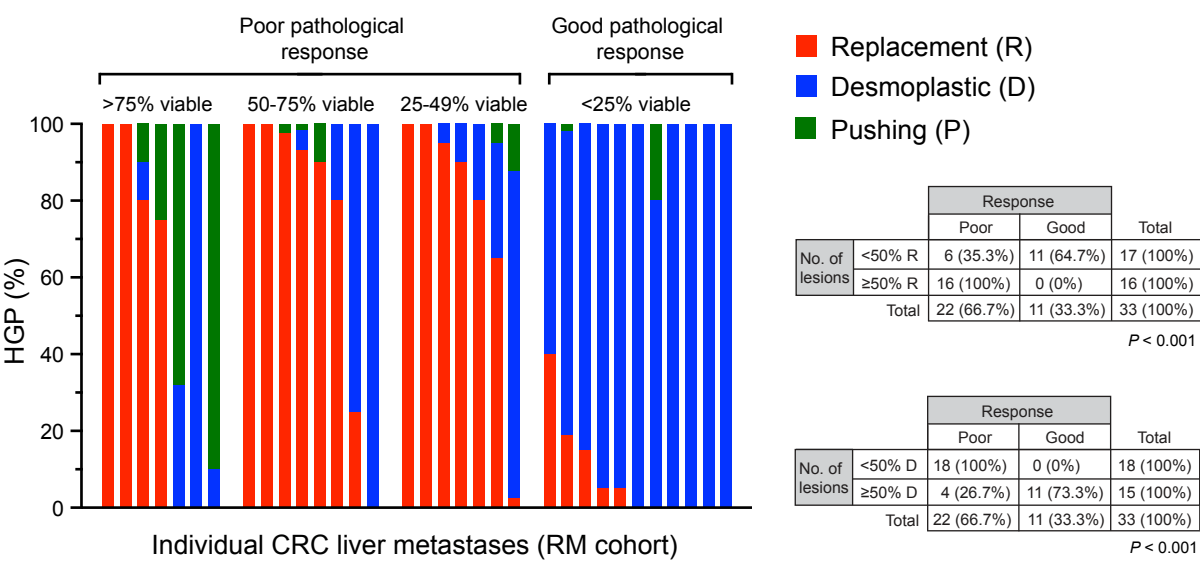 Poor pathological
response
Good pathological
response
>75% viable
50-75% viable
25-49% viable
<25% viable
HGP (%)
100
80
60
40
20
0
Individual CRC liver metastases (RM cohort)
Replacement (R)
Desmoplastic (D)
Pushing (P)
Response
Poor Good Total
No. of lesions
<50% R 6 (35.3%) 11 (64.7%) 17 (100%)
≥50% R 16 (100%) 0 (0%) 16 (100%)
Total 22 (66.7%) 11 (33.3%) 33 (100%)
P < 0.001
Response
Poor Good Total
No. of lesions
<50% D 18 (100%) 0 (0%) 18 (100%)
≥50% D 4 (26.7%) 11 (73.3%) 15 (100%)
Total 22 (66.7%) 11 (33.3%) 33 (100%)
P < 0.001